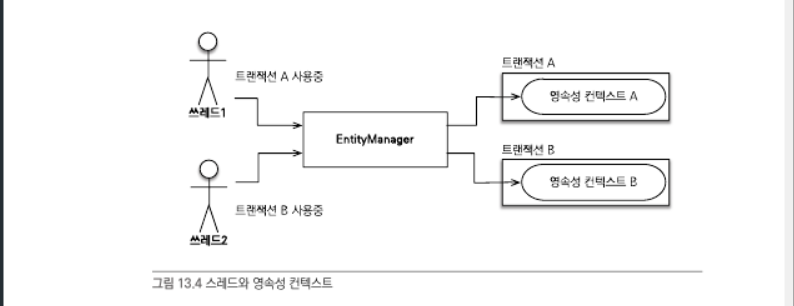 트랜잭션 A
트랜잭션 A 사용중
영속성 컨텍스트 A
쓰레드1
EntityManager
트랜잭션 B
영속성 컨텍스트 B
트랜잭션 B 사용중
쓰레드2
그림 13.4 스레드와 영속성 컨텍스트